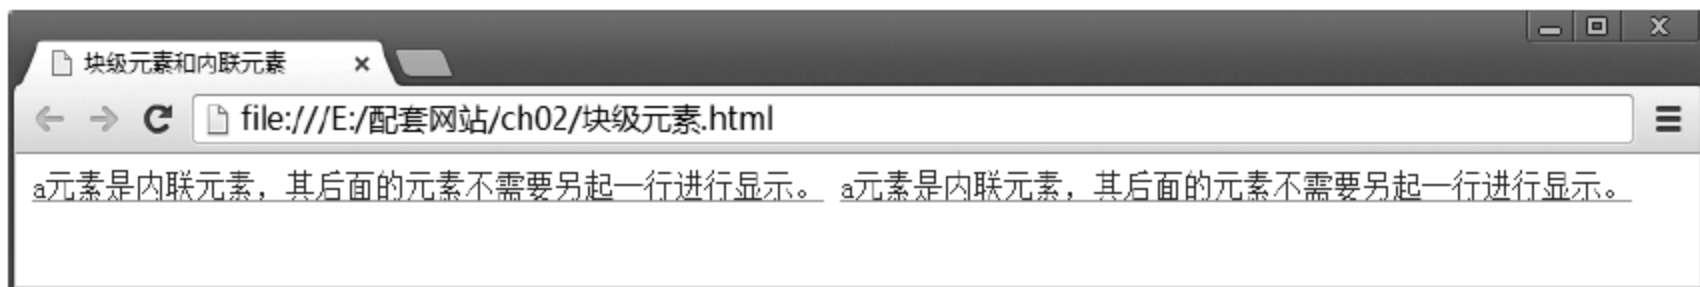 块级元素和内联元素
file:///E:/配套网站/ch02/块级元素.html
a元素是内联元素，其后面的元素不需要另起一行进行显示。 a元素是内联元素，其后面的元素不需要另起一行进行显示。